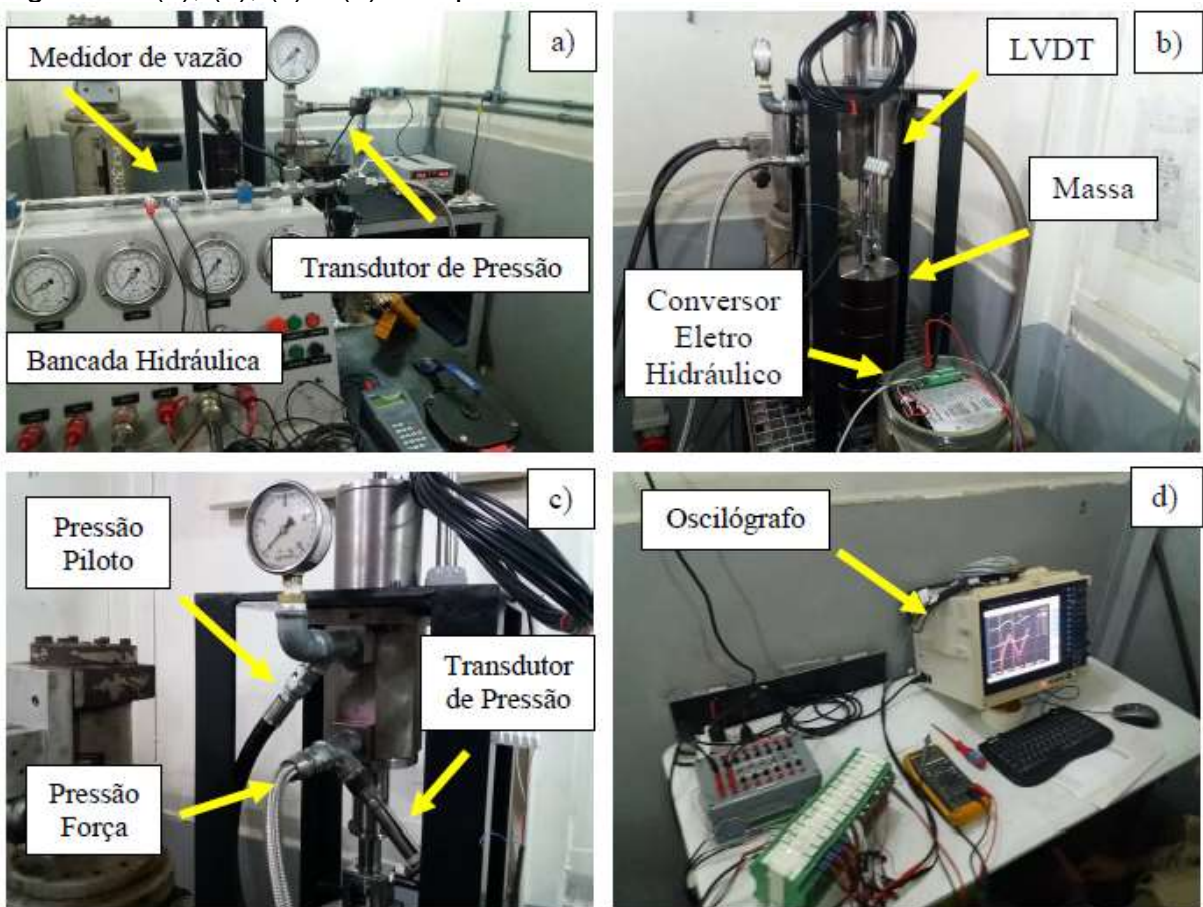 a)
Medidor de vazão
Transdutor de Pressão
Bancada Hidráulica
b)
LVDT
Massa
Conversor
Eletro
Hidráulico
c)
Pressão
Piloto
Transdutor
de Pressão
Pressão
Força
d)
Oscilógrafo